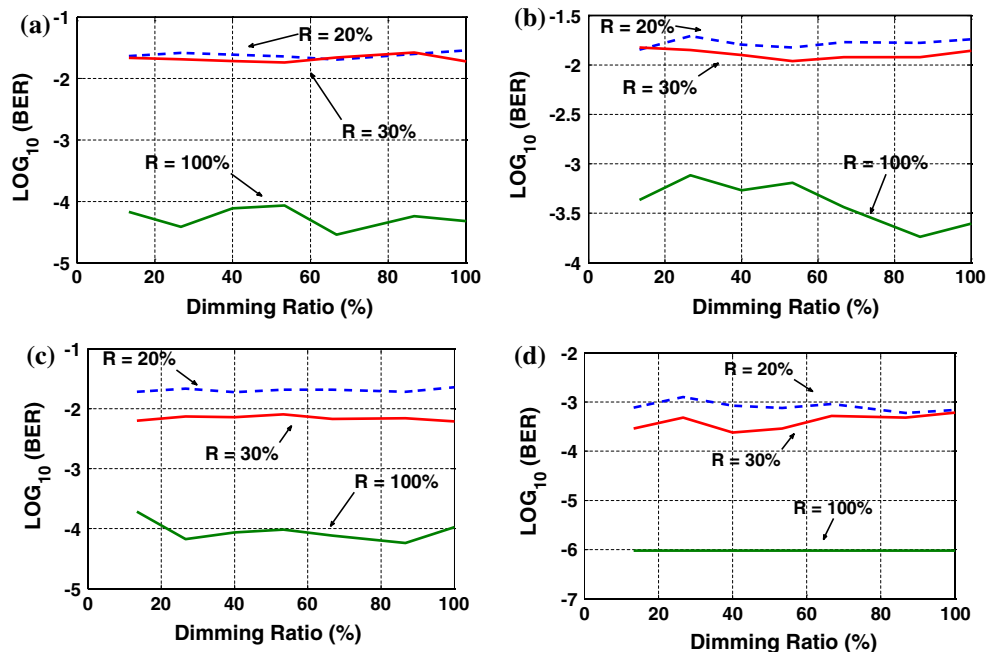 (a)
-1
-2
-3
-4
-5
LOG10 (BER)
R = 20%
R = 30%
R = 100%
0 20 40 60 80 100
Dimming Ratio (%)
(b)
-1.5
-2
-2.5
-3
-3.5
-4
LOG10 (BER)
R = 20%
R = 30%
R = 100%
0 20 40 60 80 100
Dimming Ratio (%)
(c)
-1
-2
-3
-4
-5
LOG10 (BER)
R = 20%
R = 30%
R = 100%
0 20 40 60 80 100
Dimming Ratio (%)
(d)
-2
-3
-4
-5
-6
-7
LOG10 (BER)
R = 20%
R = 30%
R = 100%
0 20 40 60 80 100
Dimming Ratio (%)